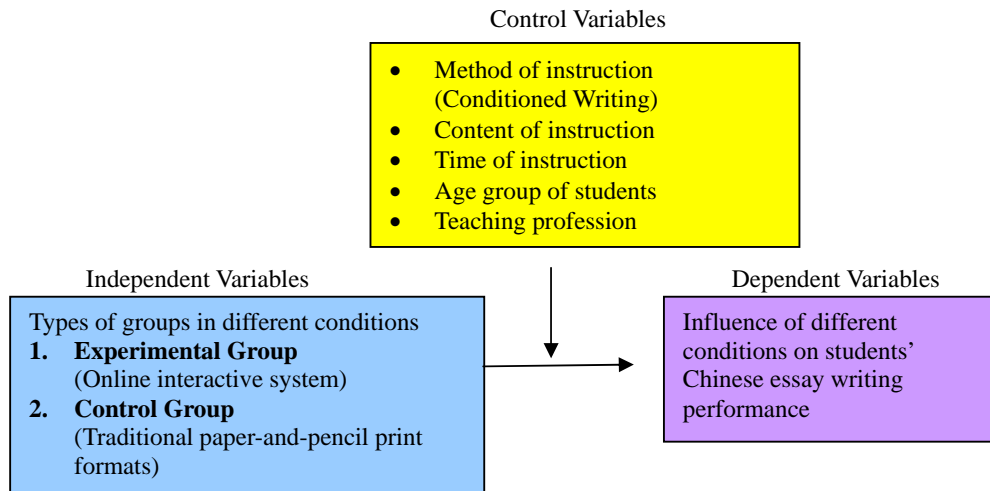 Control Variables
• Method of instruction
(Conditioned Writing)
• Content of instruction
• Time of instruction
• Age group of students
• Teaching profession
Independent Variables
Types of groups in different conditions
1. Experimental Group
(Online interactive system)
2. Control Group
(Traditional paper-and-pencil print
formats)
Dependent Variables
Influence of different
conditions on students’
Chinese essay writing
performance